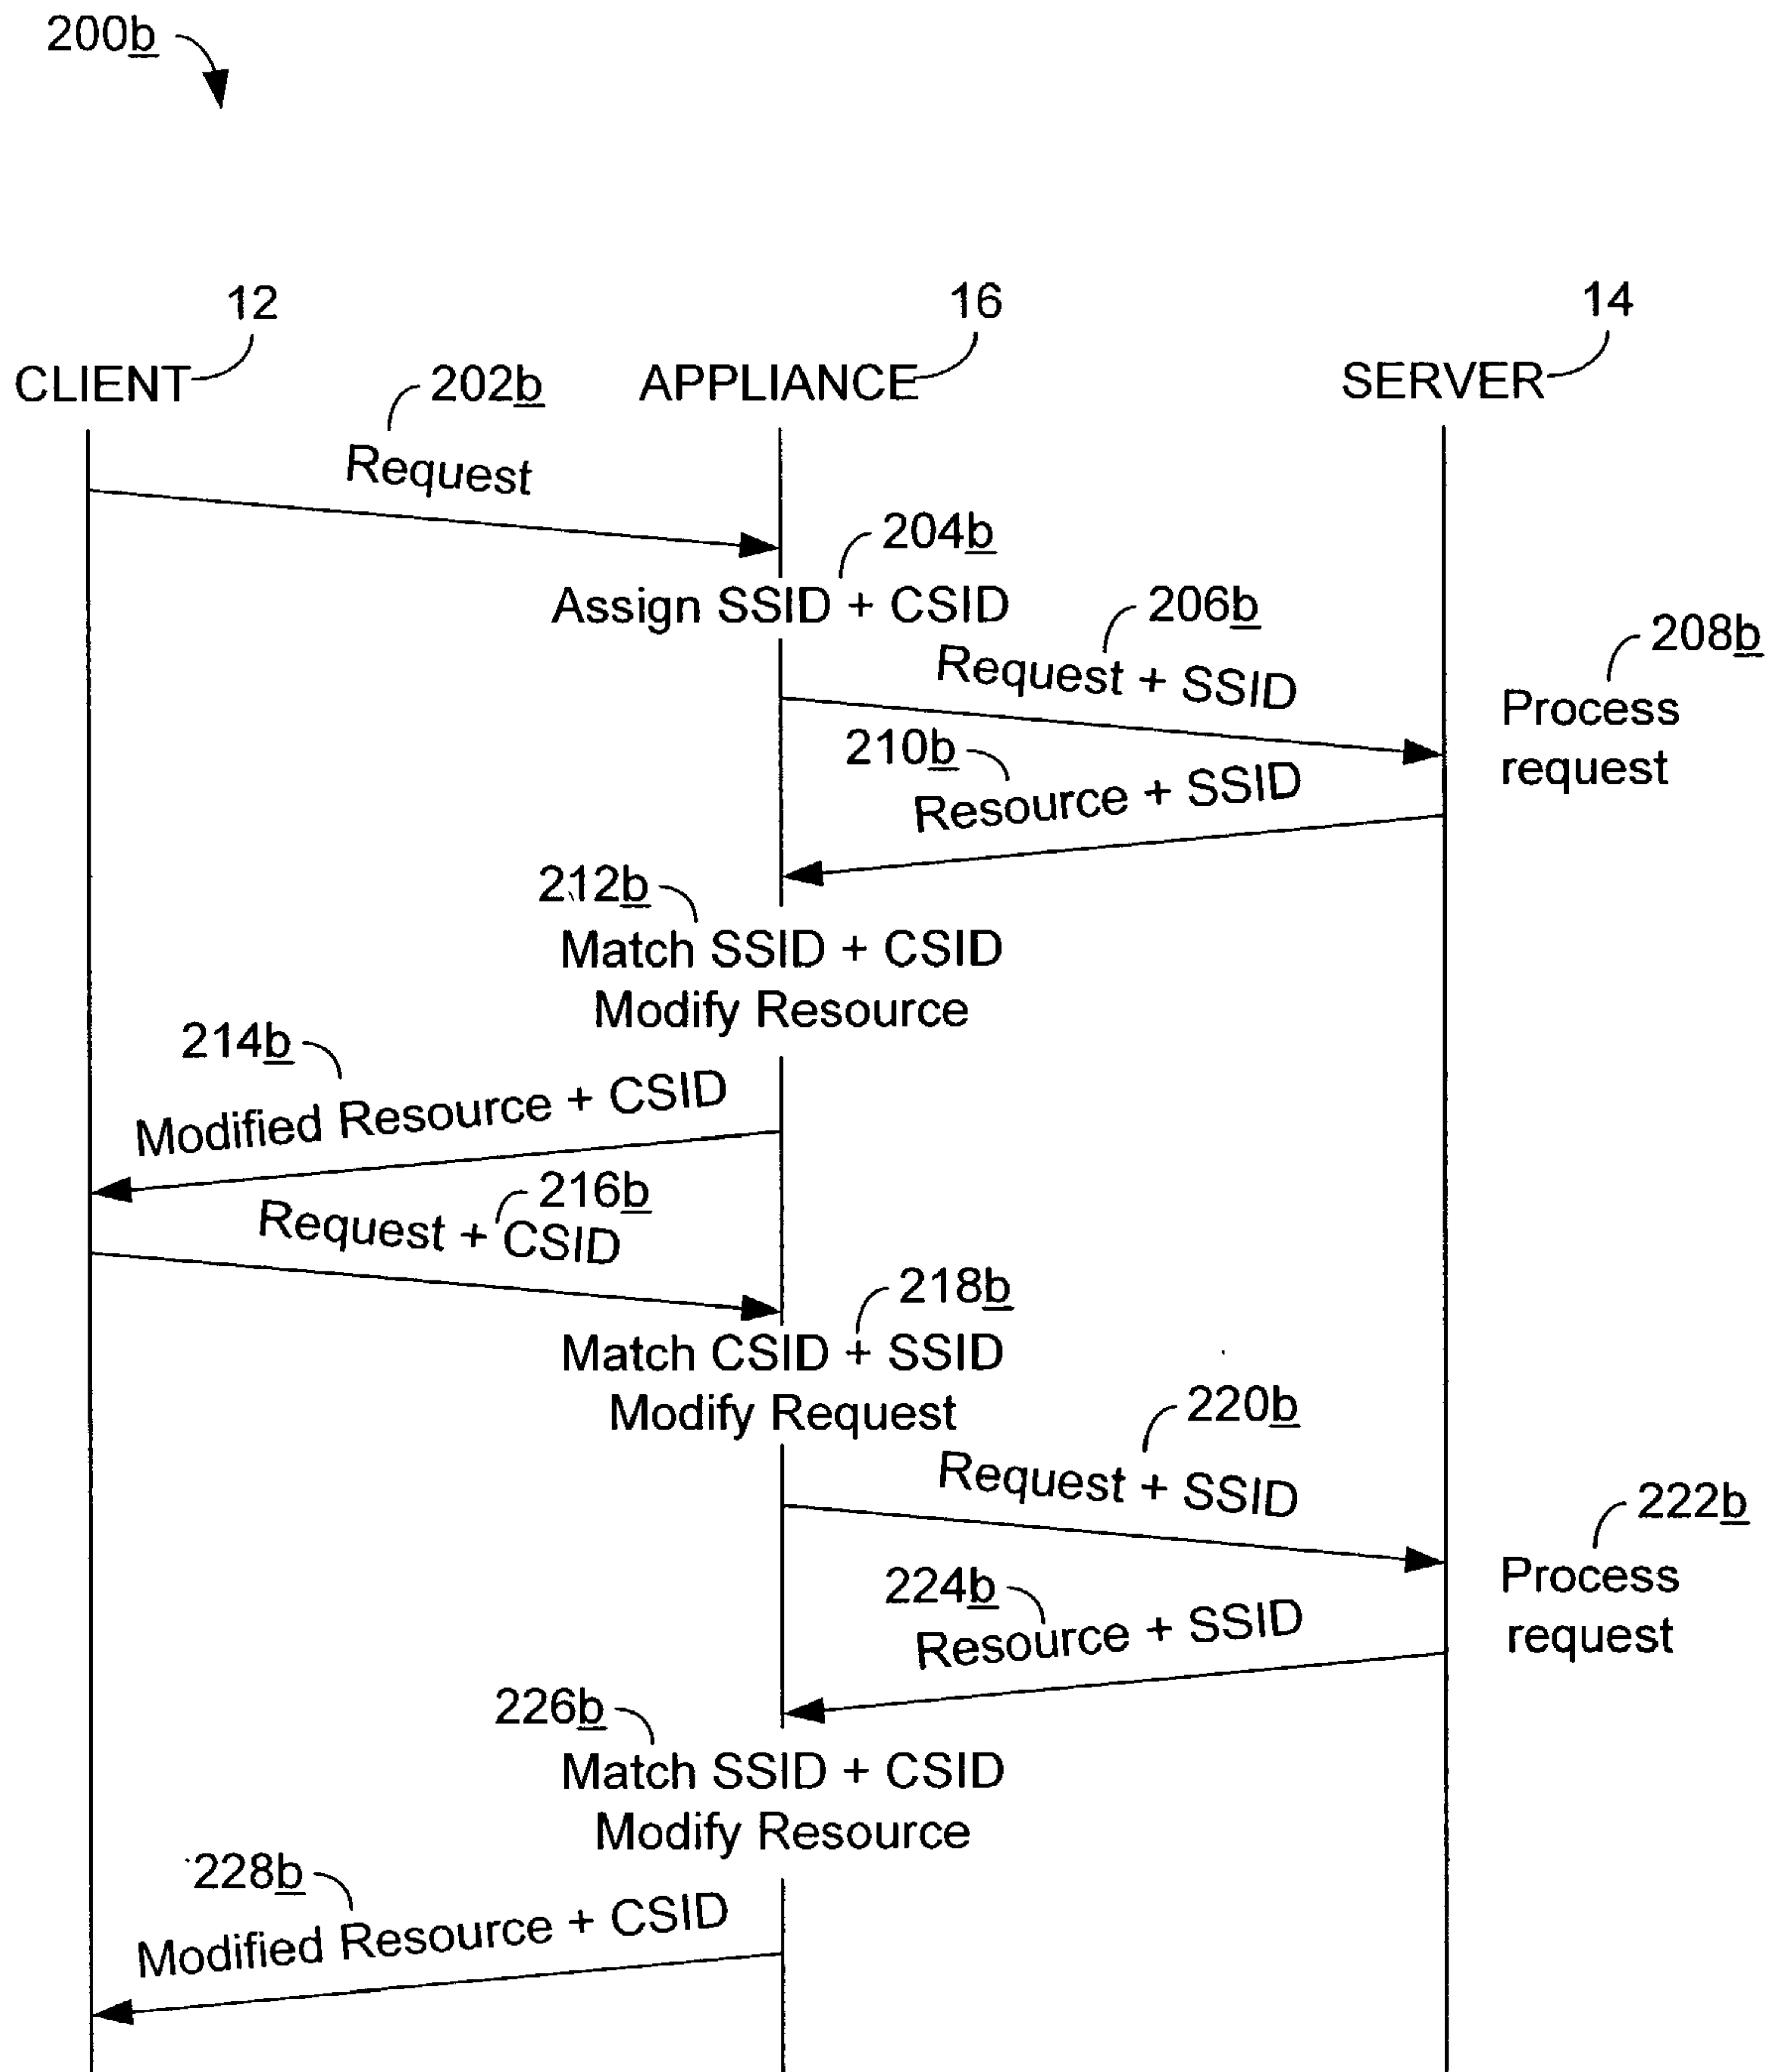 200b
12
16
14
CLIENT
202b
APPLIANCE
SERVER
Request
204b
Assign SSID + CSID
206b
208b
Request + SSID
Process
request
210b
Resource + SSID
212b
Match SSID + CSID
Modify Resource
214b
Modified Resource + CSID
216b
Request + CSID
218b
Match CSID + SSID
Modify Request
220b
Request + SSID
222b
Process
request
224b
Resource + SSID
226b
Match SSID + CSID
Modify Resource
228b
Modified Resource + CSID